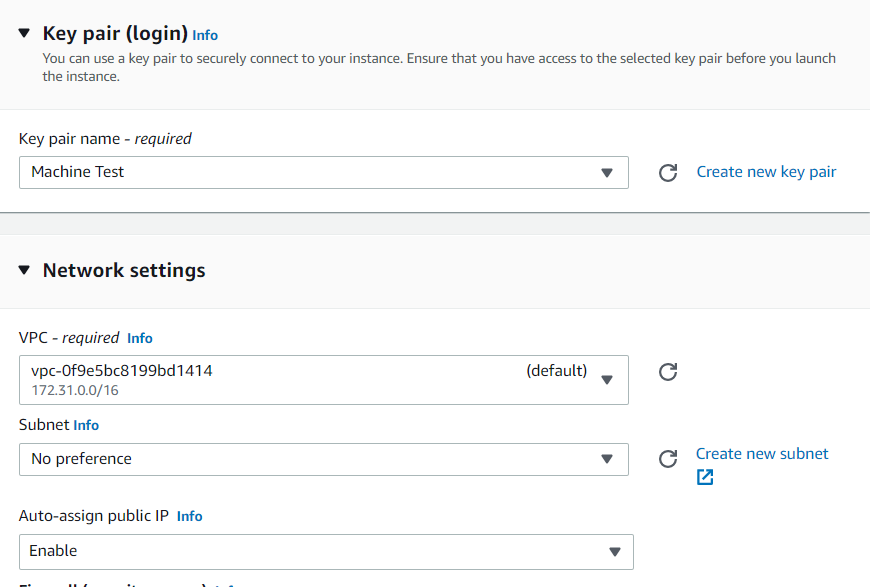 Key pair (login) Info
You can use a key pair to securely connect to your instance. Ensure that you have access to the selected key pair before you launch
the instance.
Key pair name - required
Machine Test
Create new key pair
Network settings
VPC - required Info
vpc-0f9e5bc8199bd1414 (default)
172.31.0.0/16
Subnet Info
No preference
Create new subnet
Auto-assign public IP Info
Enable